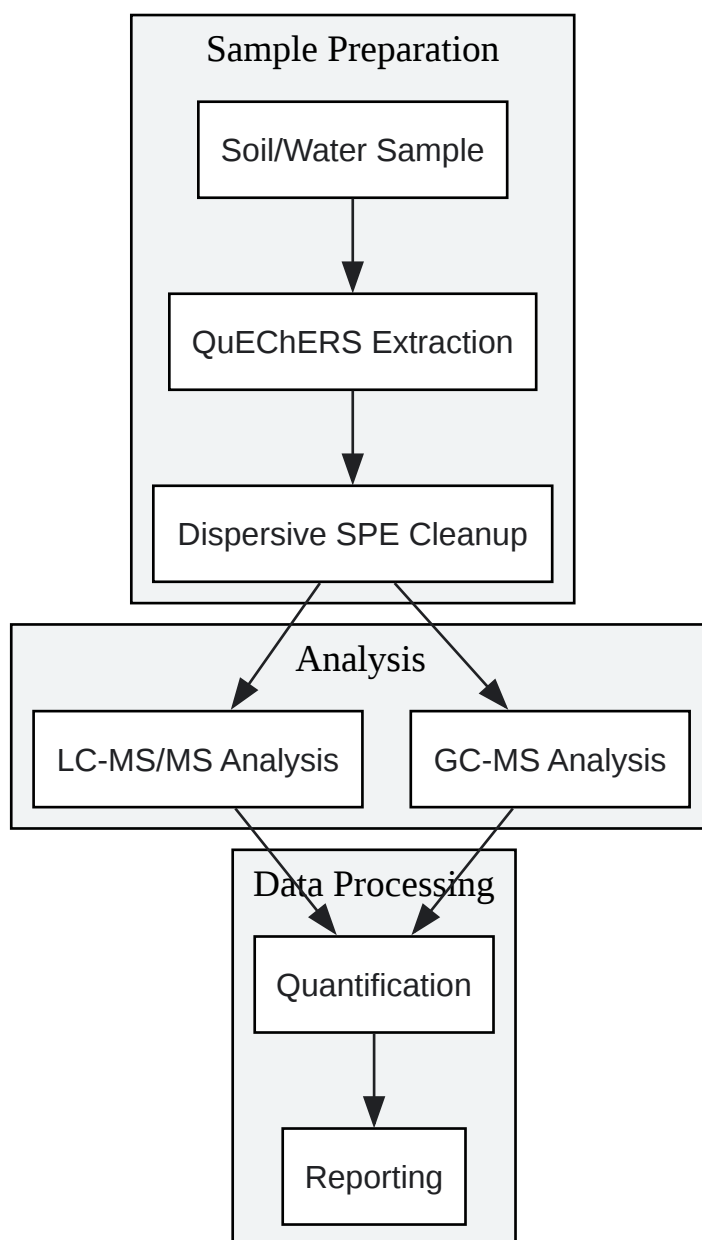 Sample Preparation
Soil/Water Sample
QuEChERS Extraction
Dispersive SPE Cleanup
Analysis
LC-MS/MS Analysis
GC-MS Analysis
Data Processing
Quantification
Reporting